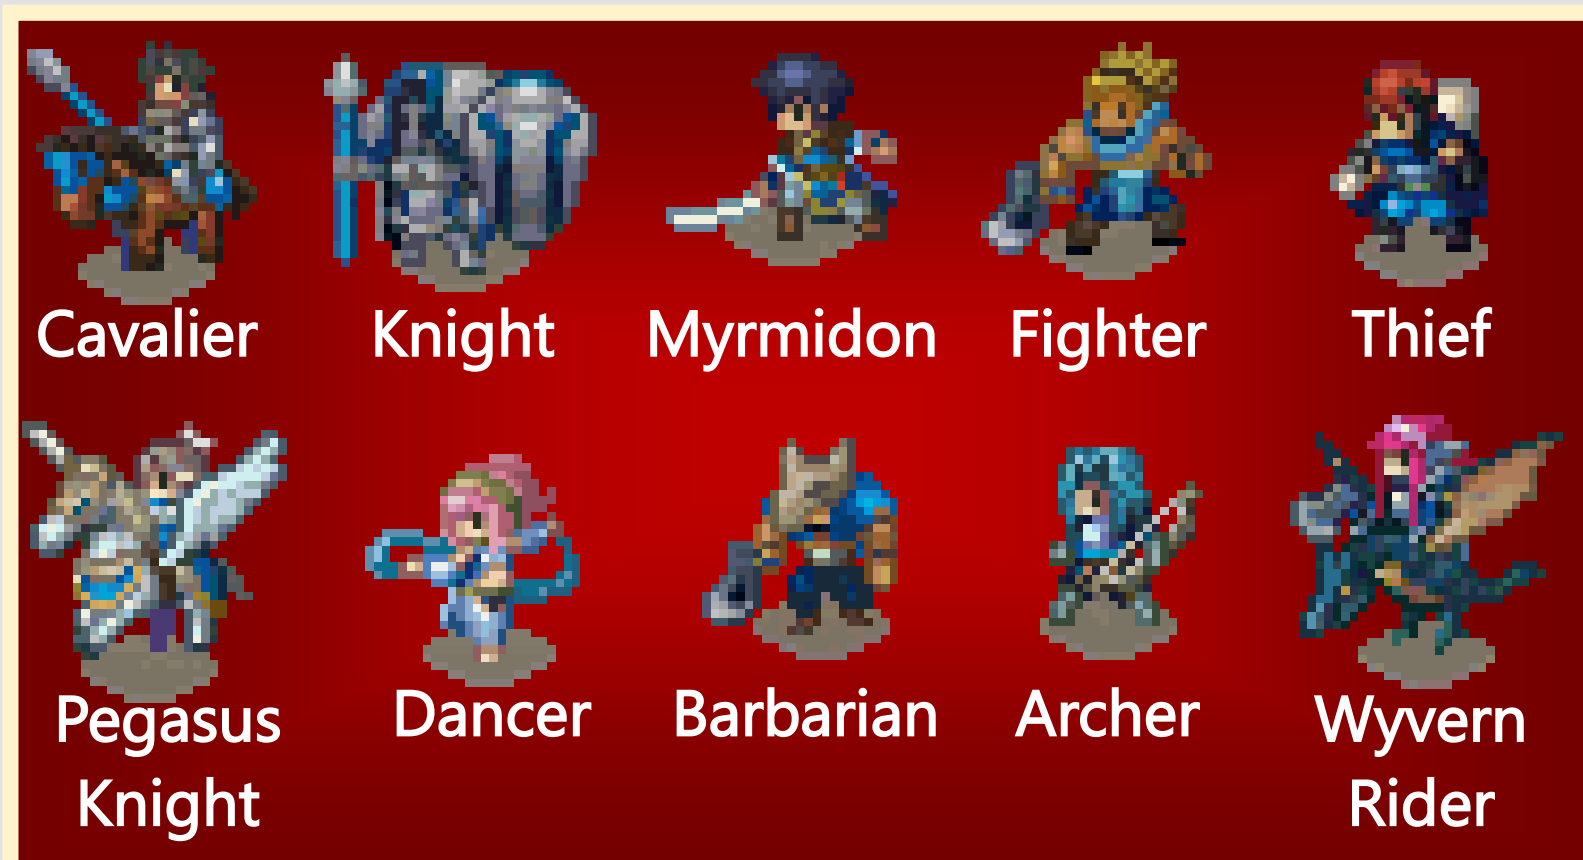 Cavalier
Knight
Myrmidon
Fighter
Thief
Pegasus
Knight
Dancer
Barbarian
Archer
Wyvern
Rider